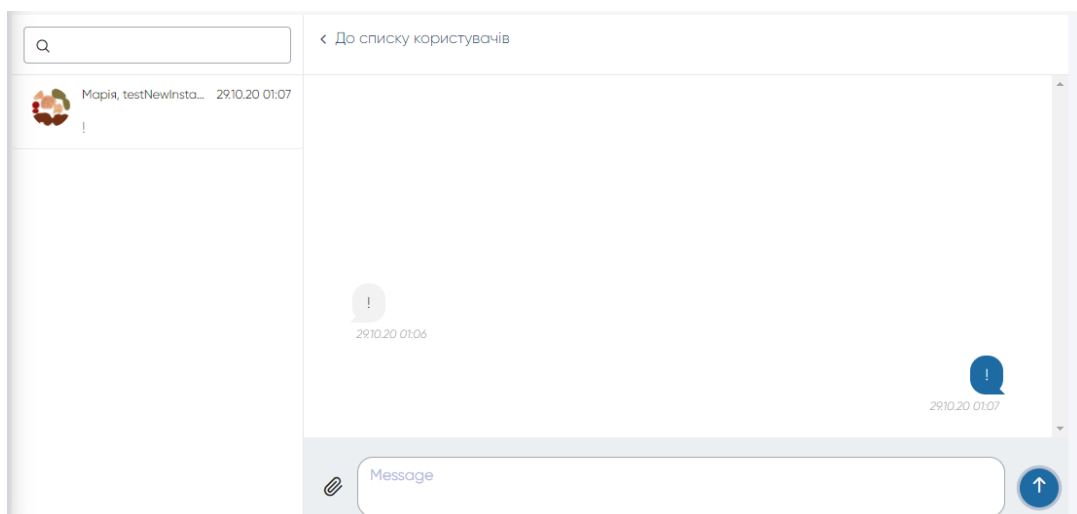 До списку користувачів
Марія, testNewInsta... 29.10.20 01:07
!
!
29.10.20 01:06
!
29.10.20 01:07
Message